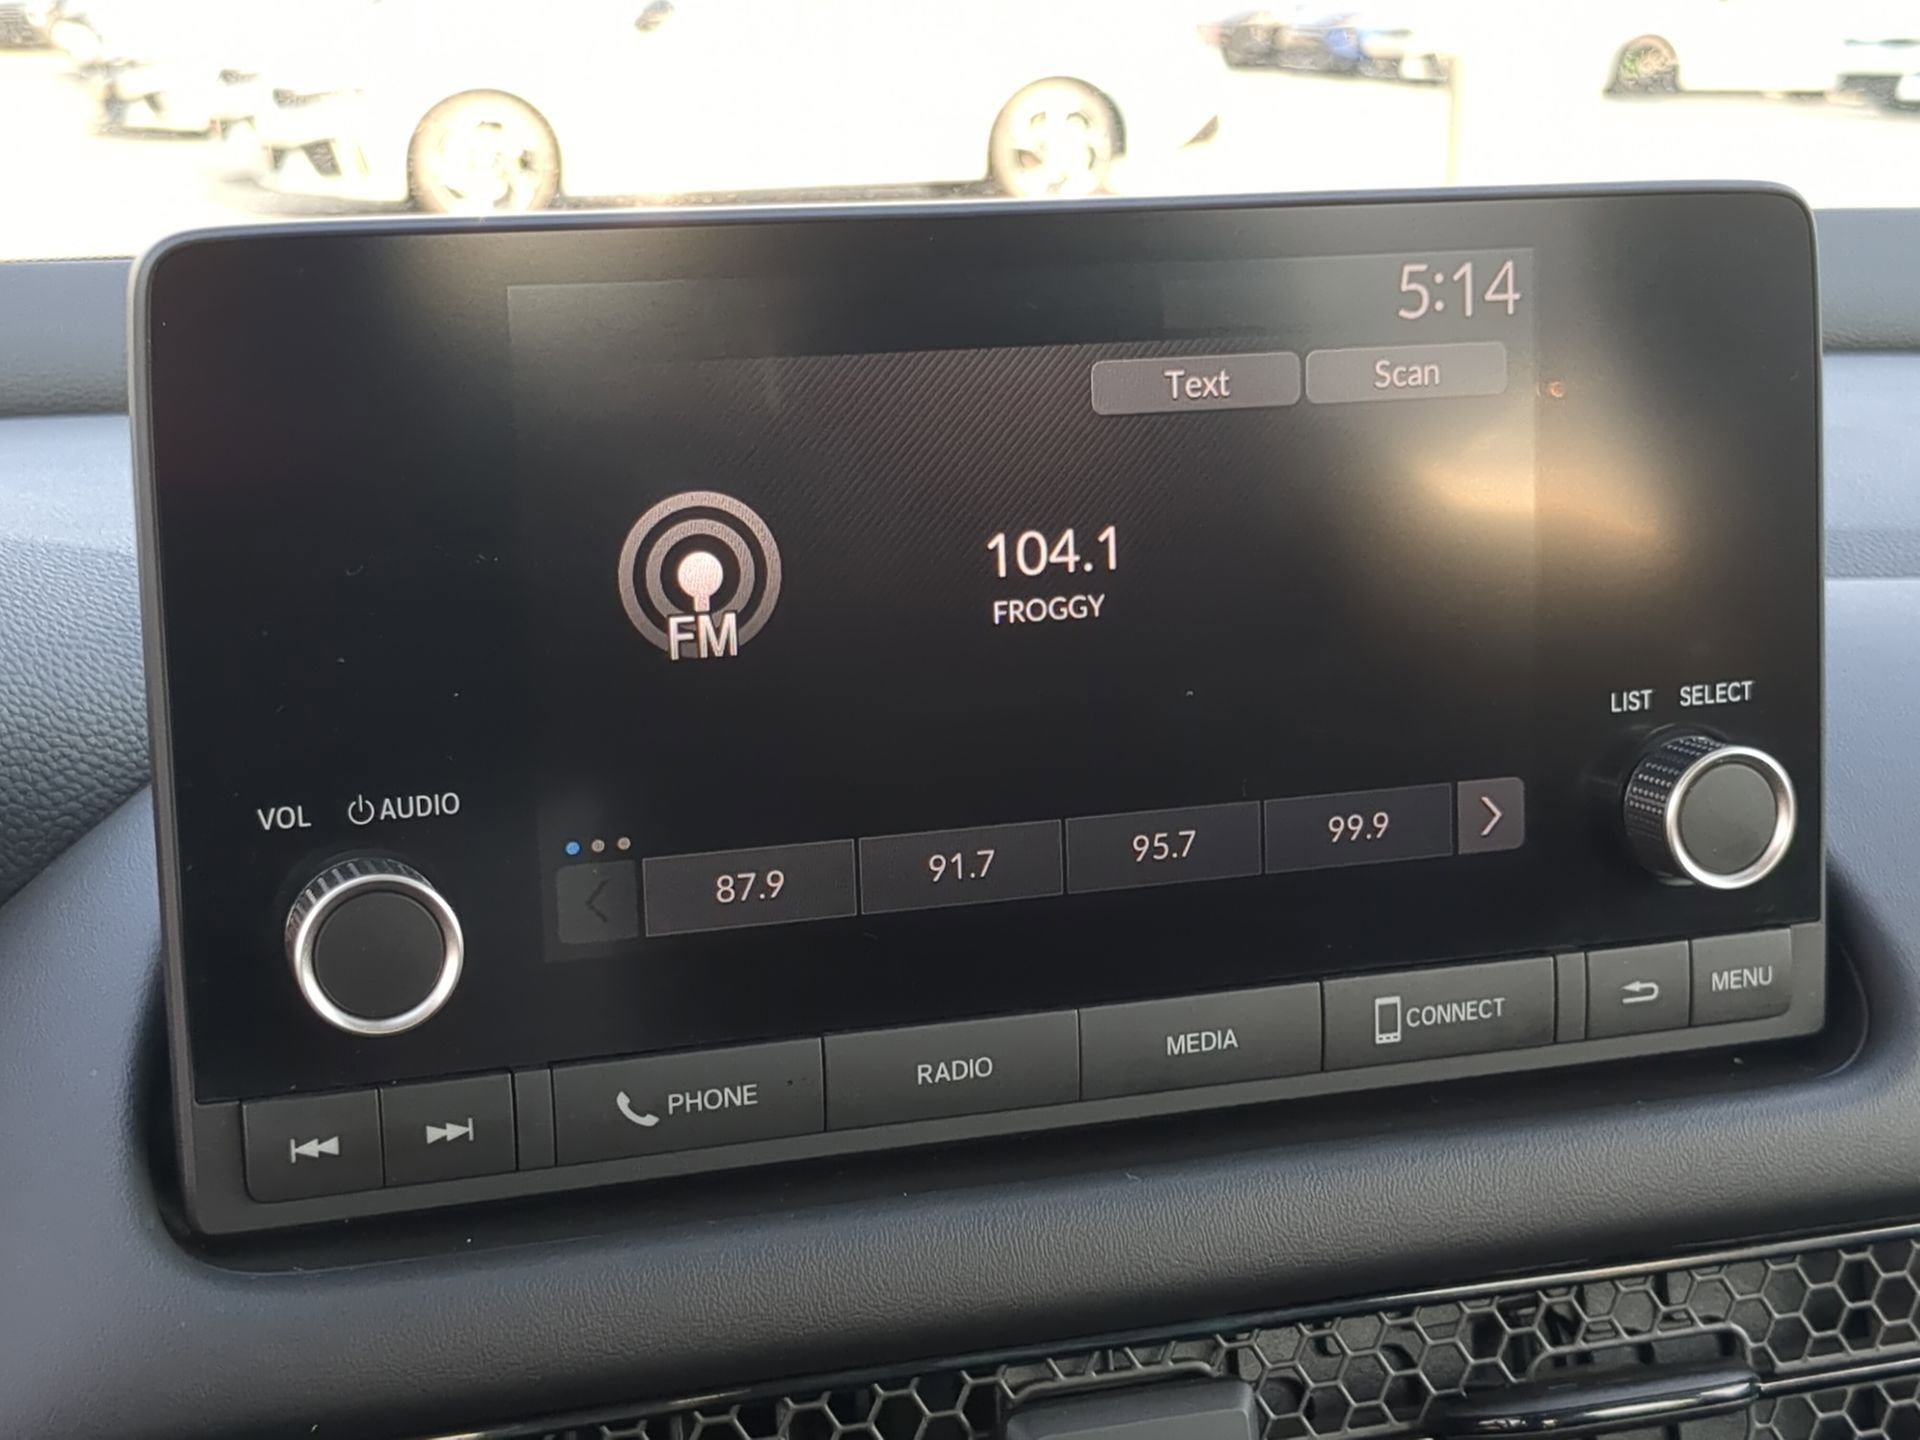 5:14
Text Scan
104.1
FROGGY
FM
LIST SELECT
VOL AUDIO
87.9 91.7 95.7 99.9
PHONE RADIO MEDIA CONNECT MENU